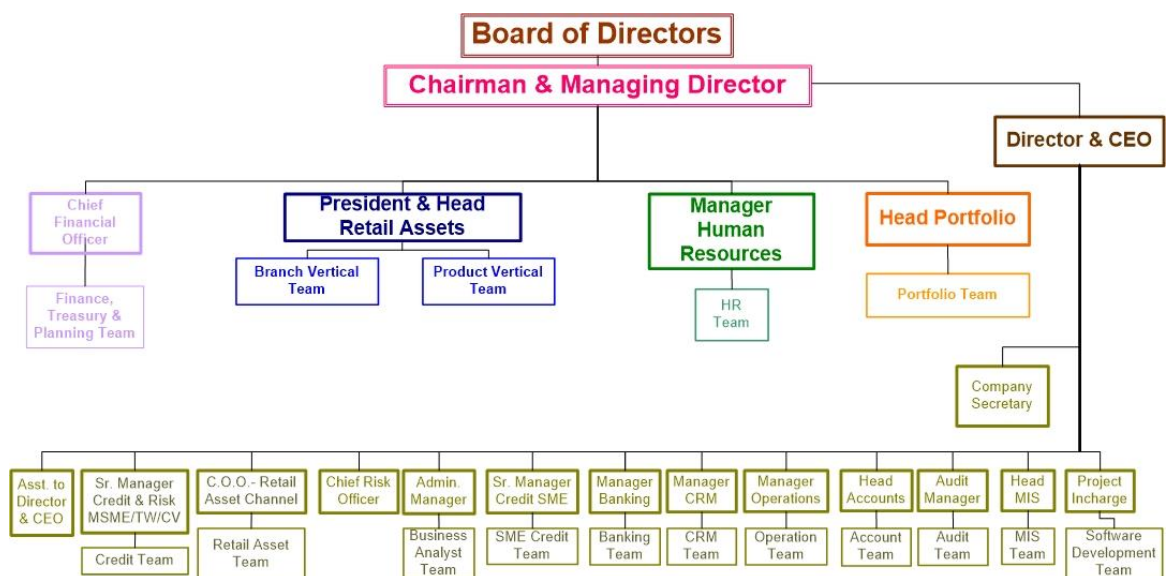 Board of Directors
Chairman & Managing Director
Director & CEO
Chief
Financial
Officer
President & Head
Retail Assets
Manager
Human
Resources
Head Portfolio
Branch Vertical
Team
Product Vertical
Team
Finance,
Treasury &
Planning Team
HR
Team
Portfolio Team
Company
Secretary
Asst. to
Director
& CEO
Sr. Manager
Credit & Risk
MSME/TW/CV
C.O.O.- Retail
Asset Channel
Chief Risk
Officer
Admin.
Manager
Sr. Manager
Credit SME
Manager
Banking
Manager
CRM
Manager
Operations
Head
Accounts
Audit
Manager
Head
MIS
Project
Incharge
Credit Team
Retail Asset
Team
Business
Analyst
Team
SME Credit
Team
Banking
Team
CRM
Team
Operation
Team
Account
Team
Audit
Team
MIS
Team
Software
Development
Team